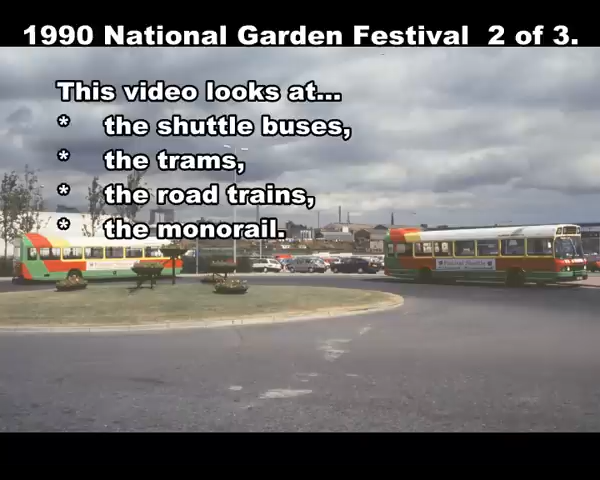 1990 National Garden Festival 2 of 3.
This video looks at...
* the shuttle buses,
* the trams,
* the road trains,
* the monorail.